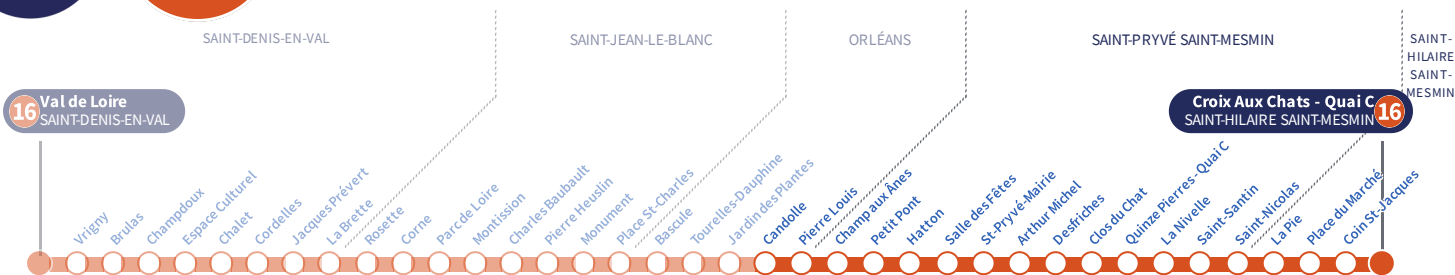 SAINT-DENIS-EN-VAL
SAINT-JEAN-LE-BLANC
ORLÉANS
SAINT-PRYVÉ SAINT-MESMIN
SAINT-
HILAIRE
SAINT-
MESMIN
16
Val de Loire
SAINT-DENIS-EN-VAL
Croix Aux Chats - Quai C
SAINT-HILAIRE SAINT-MESMIN
16
Vrigny
Brulas
Champdoux
Espace Culturel
Chalet
Cordelles
Jacques Prévert
La Brette
Rosette
Corne
Parc de Loire
Montission
Charles Baubault
Pierre Heuslin
Monument
Place St-Charles
Bascule
Tourelles-Dauphine
Jardin des Plantes
Candolle
Pierre Louis
Champ aux Ânes
Petit Pont
Hatton
Salle des Fêtes
St-Pryvé-Mairie
Arthur Michel
Desfriches
Clos du Chat
Quinze Pierres - Quai C
La Nivelle
Saint-Santin
Saint-Nicolas
La Pie
Place du Marché
Coin St-Jacques